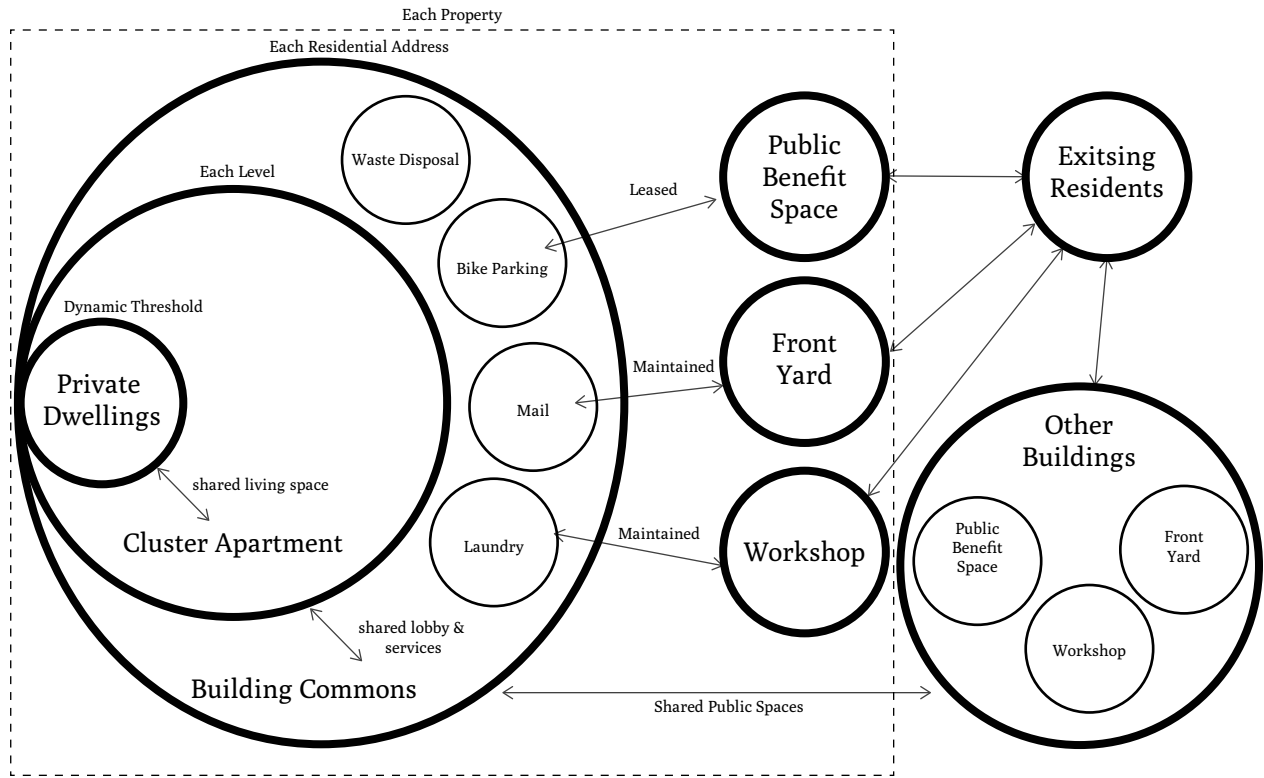 Each Property
Each Residential Address
Waste Disposal
Each Level
Bike Parking
Dynamic Threshold
Private
Dwellings
Mail
shared living space
Cluster Apartment
Laundry
shared lobby &
services
Building Commons
Leased
Maintained
Maintained
Public
Benefit
Space
Front
Yard
Workshop
Exitsing
Residents
Other
Buildings
Public
Benefit
Space
Front
Yard
Workshop
Shared Public Spaces